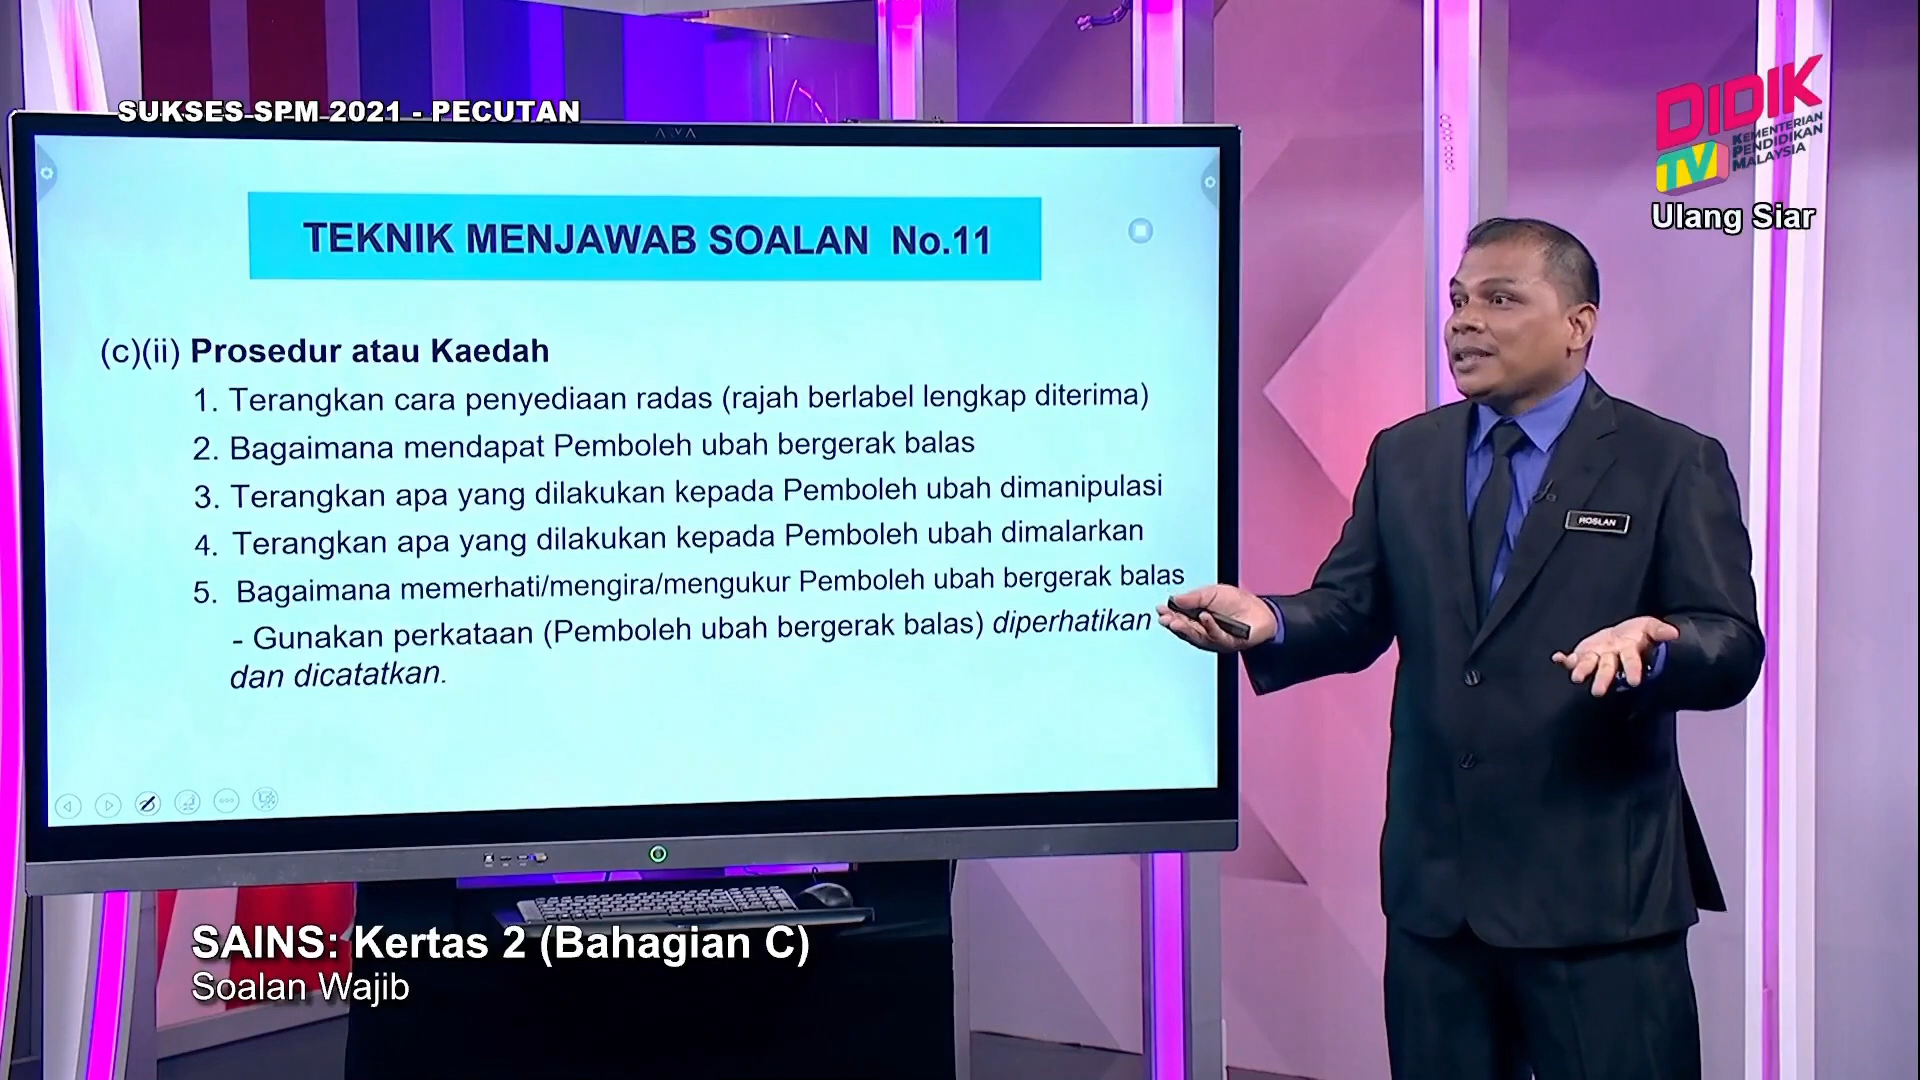 SUKSES SPM 2021 - PECUTAN
DIDIK
TV
KEMENTERIAN
PENDIDIKAN
MALAYSIA
Ulang Siar
ARVA
TEKNIK MENJAWAB SOALAN No.11
(c)(ii) Prosedur atau Kaedah
1. Terangkan cara penyediaan radas (rajah berlabel lengkap diterima)
2. Bagaimana mendapat Pemboleh ubah bergerak balas
3. Terangkan apa yang dilakukan kepada Pemboleh ubah dimanipulasi
4. Terangkan apa yang dilakukan kepada Pemboleh ubah dimalarkan
5. Bagaimana memerhati/mengira/mengukur Pemboleh ubah bergerak balas
- Gunakan perkataan (Pemboleh ubah bergerak balas) diperhatikan
dan dicatatkan.
ROSLAN
SAINS: Kertas 2 (Bahagian C)
Soalan Wajib